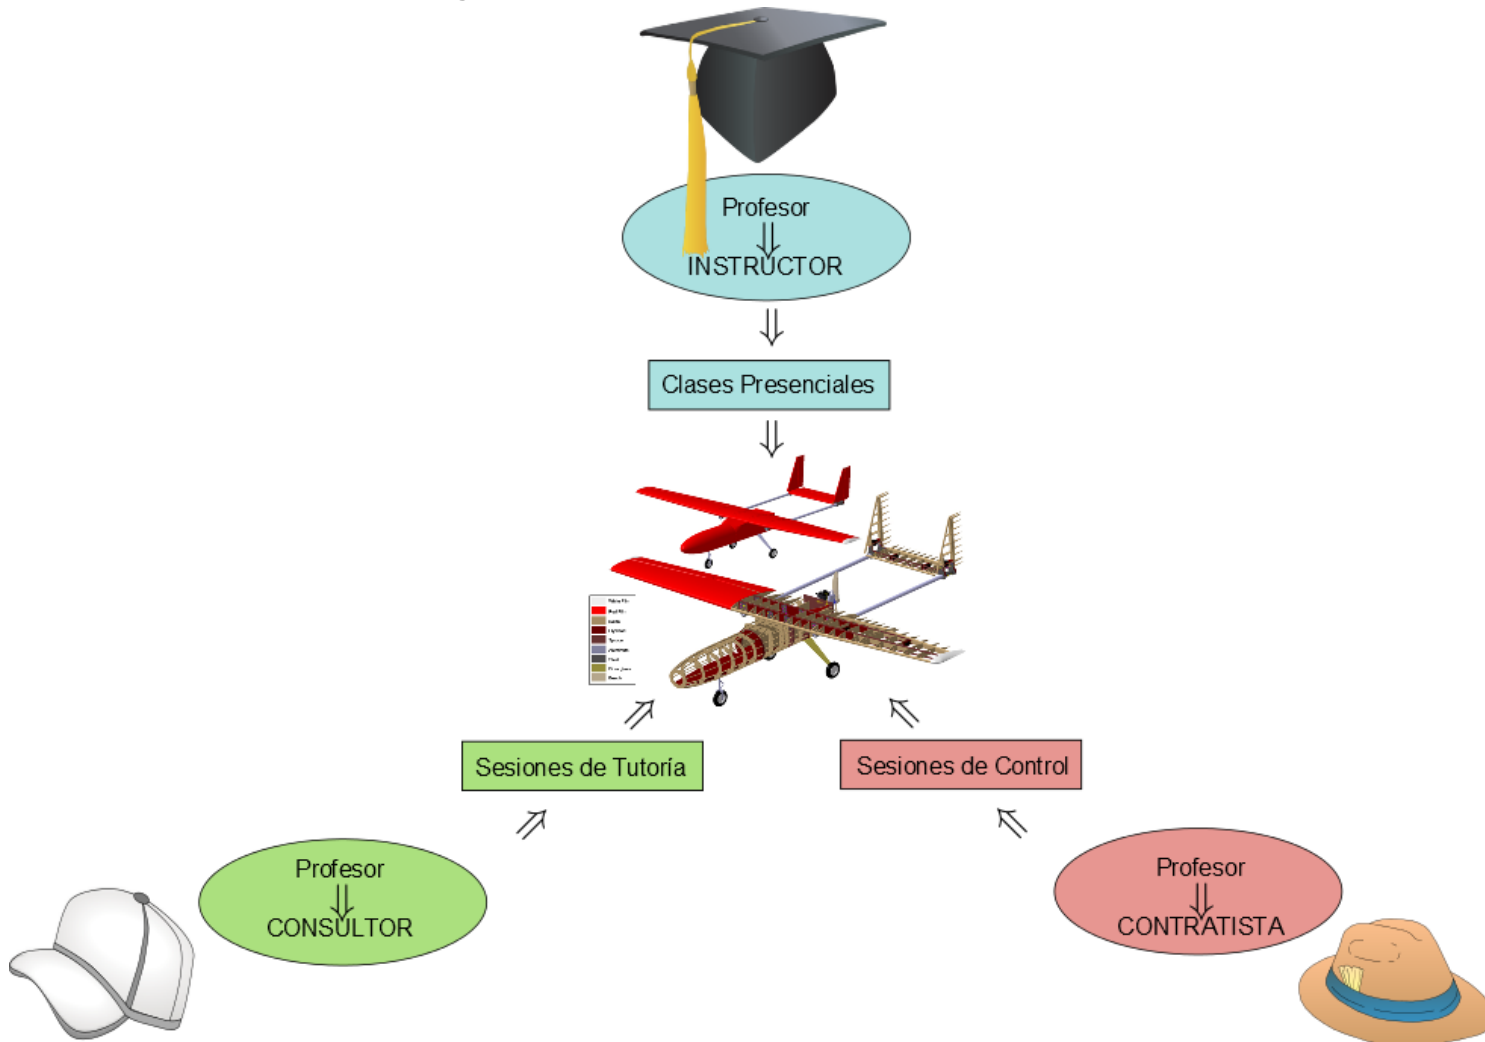 Profesor
INSTRUCTOR
Clases Presenciales
Sesiones de Tutoría
Sesiones de Control
Profesor
CONSULTOR
Profesor
CONTRATISTA